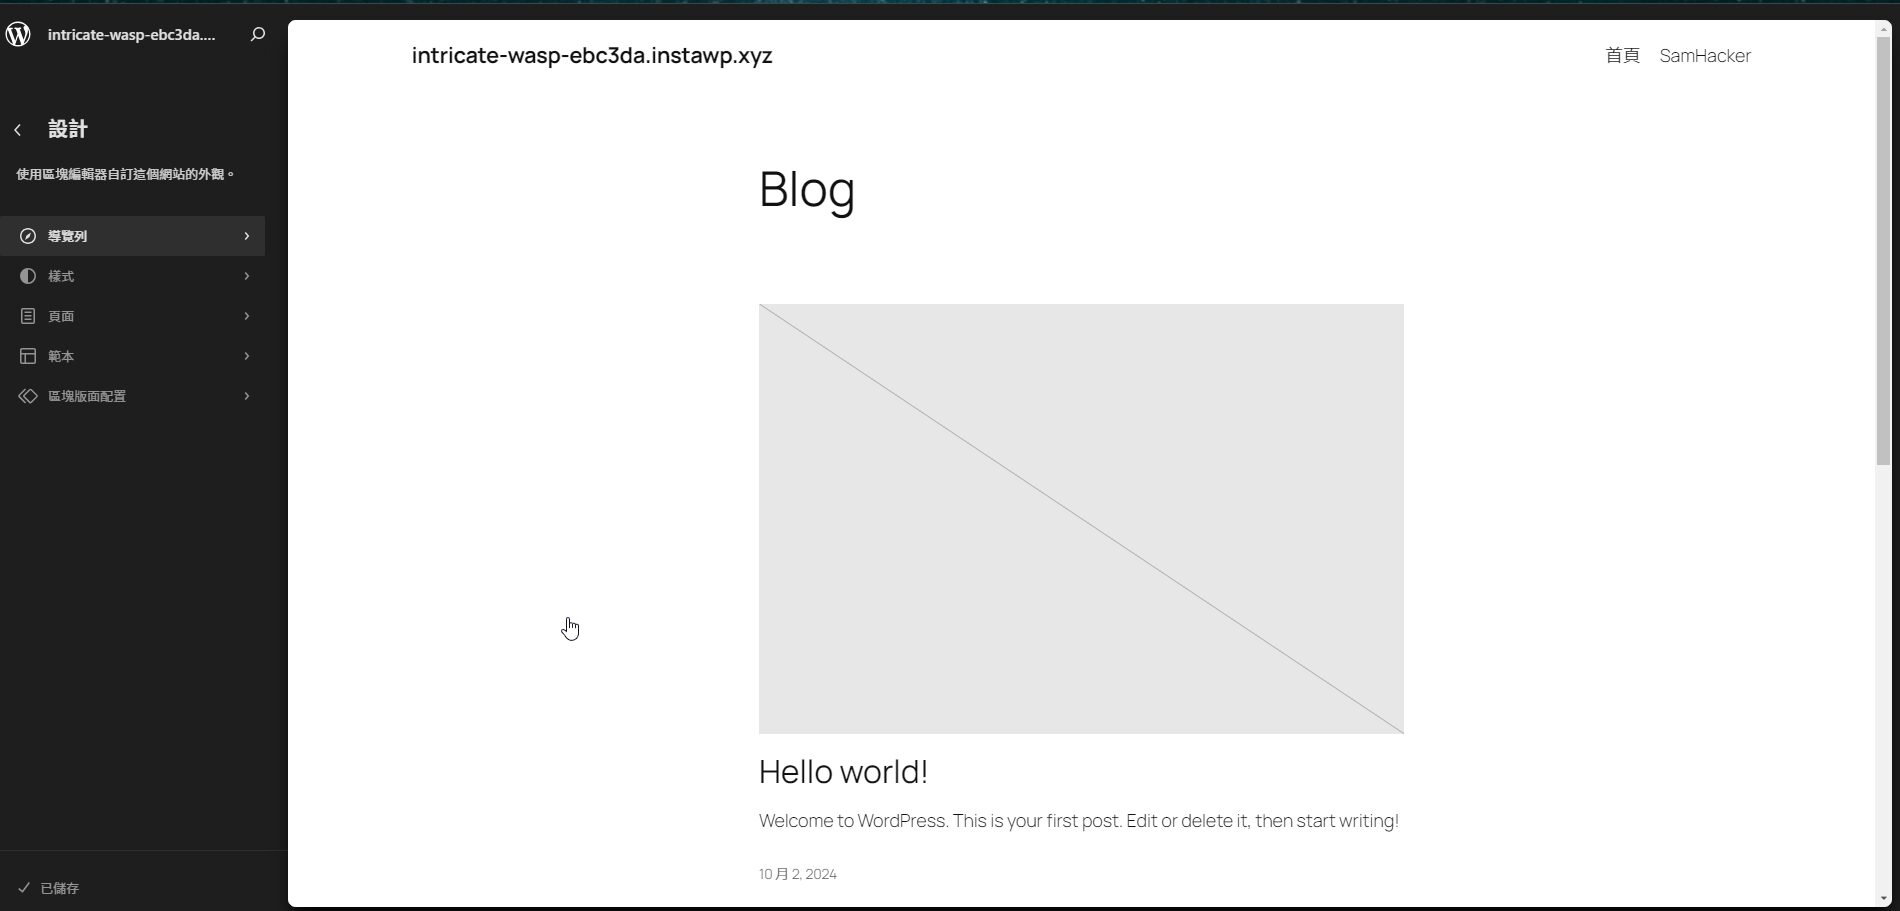 intricate-wasp-ebc3da....
設計
使用區塊編輯器自訂這個網站的外觀。
導覽列
樣式
頁面
範本
區塊版面配置
已儲存
intricate-wasp-ebc3da.instawp.xyz
首頁 SamHacker
Blog
Hello world!
Welcome to WordPress. This is your first post. Edit or delete it, then start writing!
10 月 2, 2024